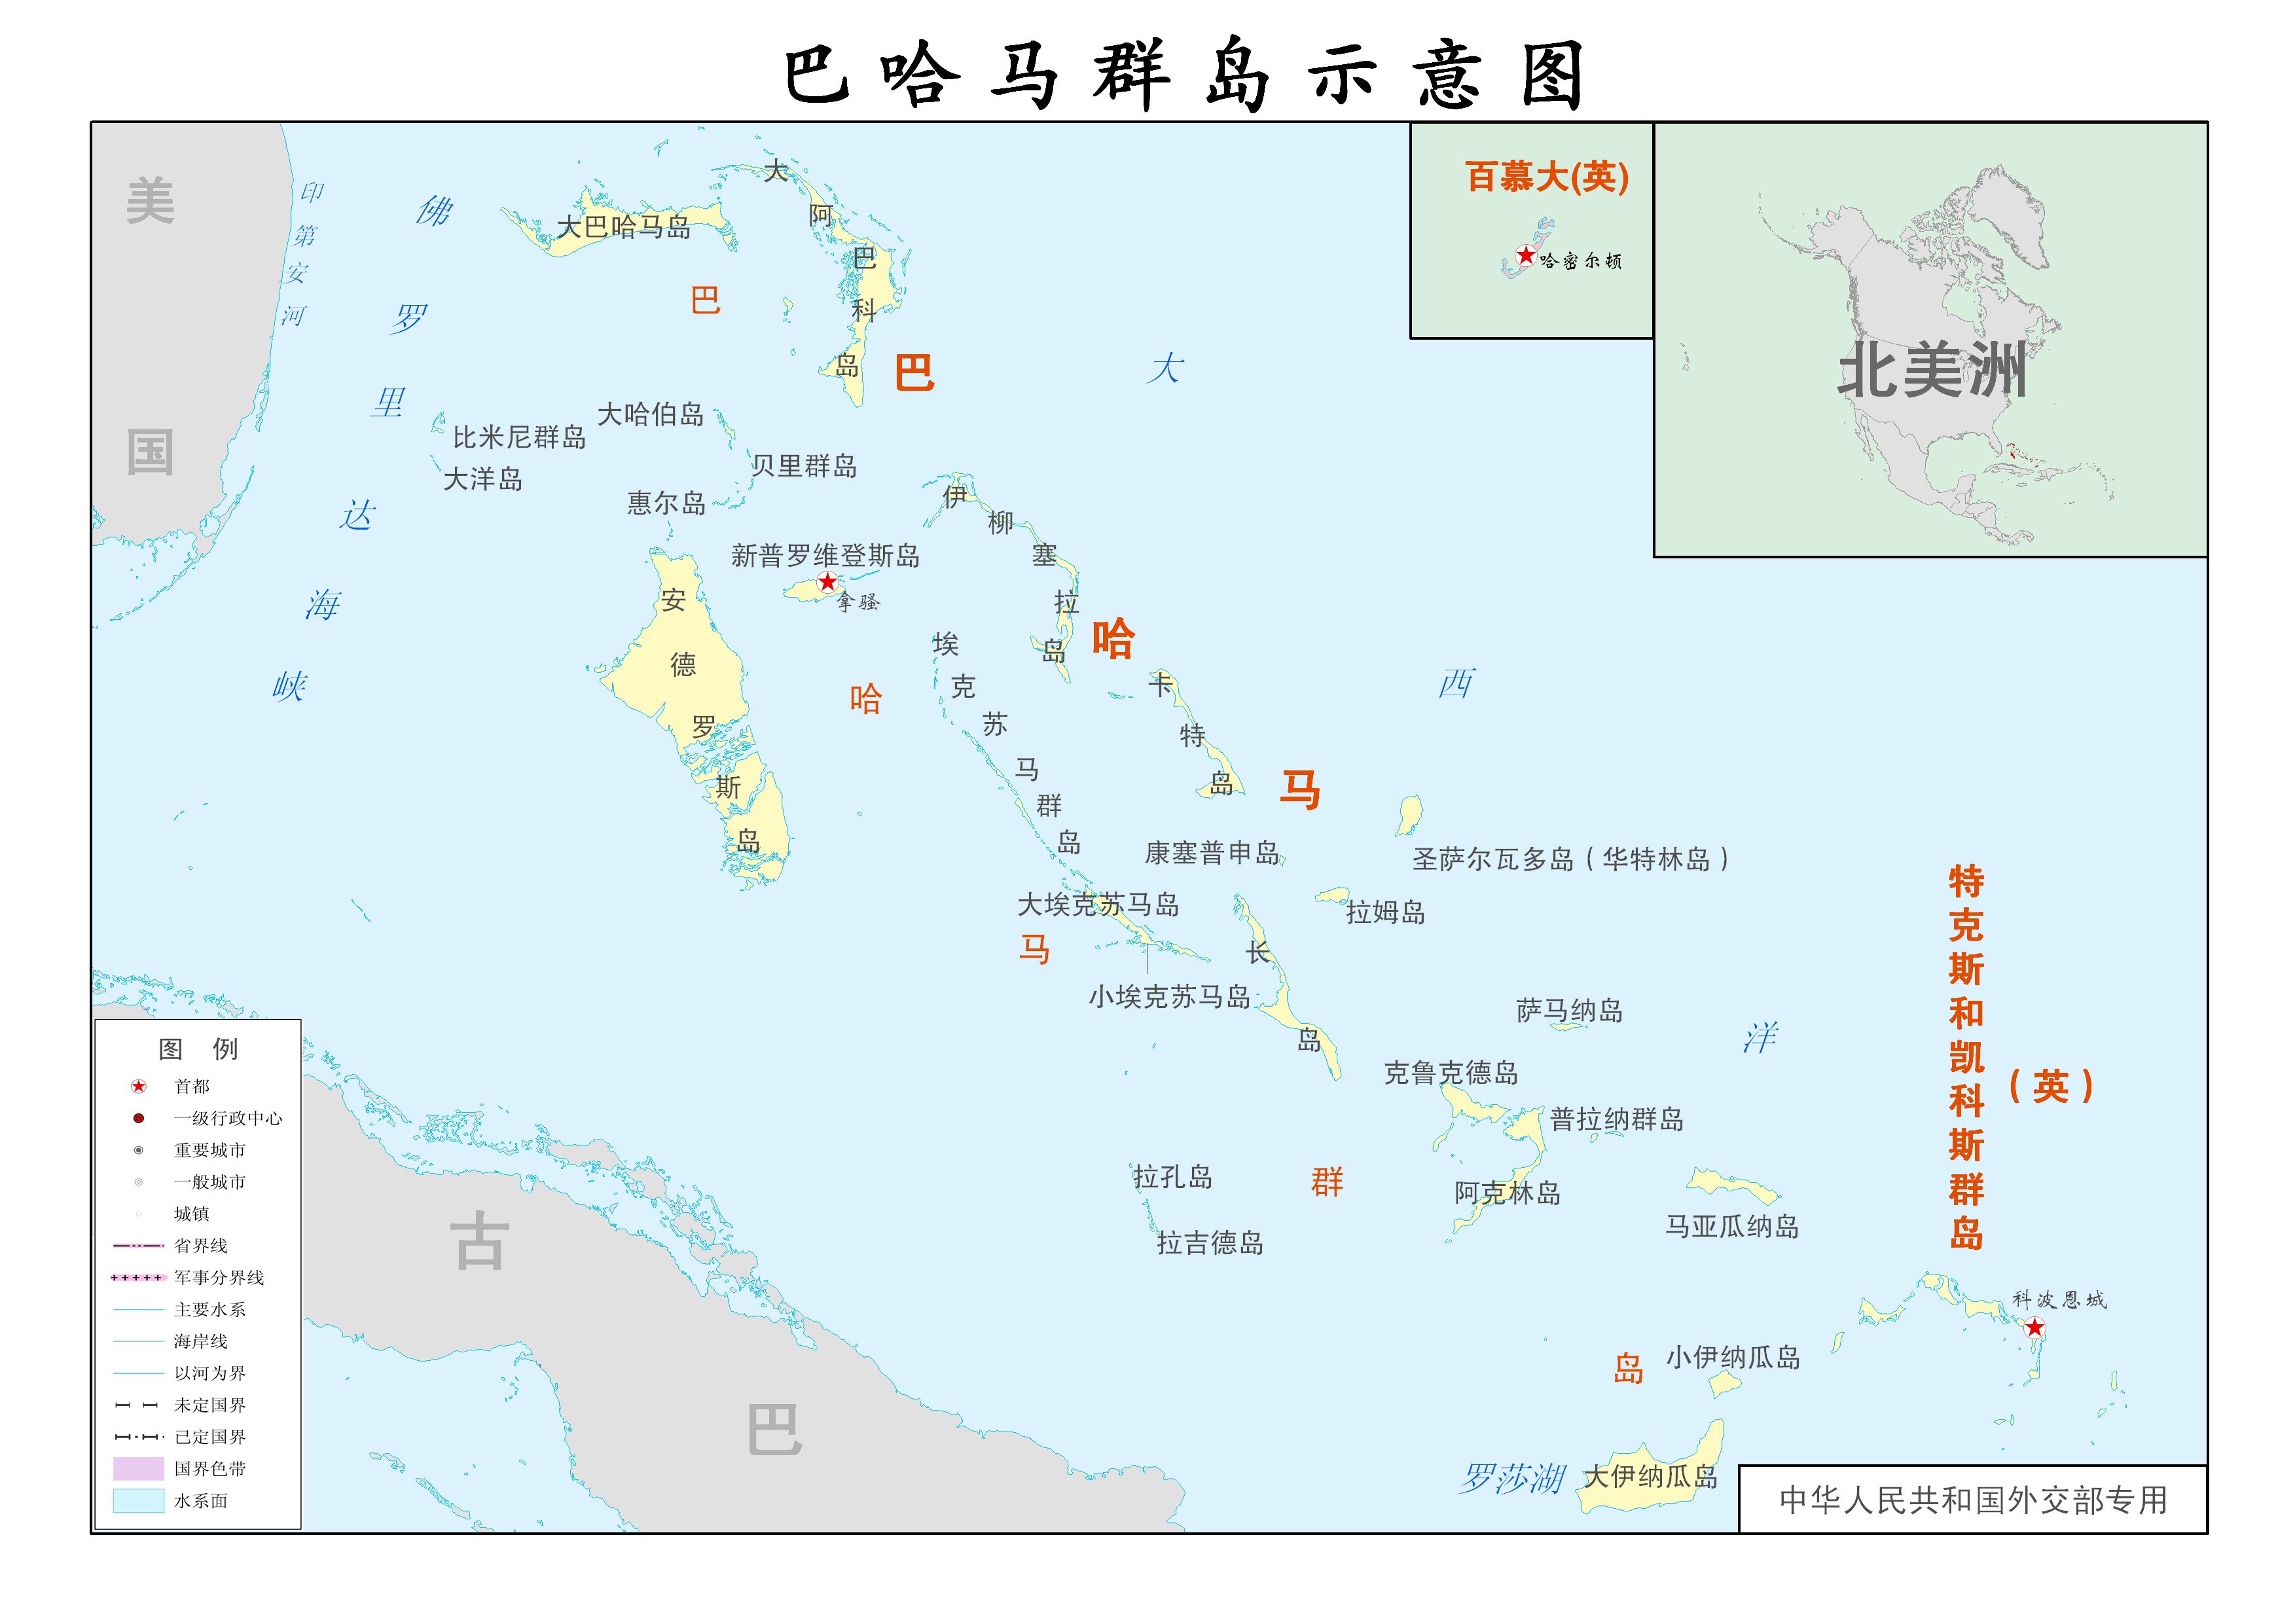 巴哈马群岛示意图
美国
印第安河
佛罗里达海峡
大巴哈马岛
大阿巴科岛
巴哈马
巴哈马群岛
大西洋
百慕大(英)
哈密尔顿
北美洲
比米尼群岛
大洋岛
大哈伯岛
贝里群岛
惠尔岛
新普罗维登斯岛
拿骚
伊柳塞拉岛
安德罗斯岛
埃克苏马群岛
卡特岛
康塞普申岛
圣萨尔瓦多岛（华特林岛）
大埃克苏马岛
拉姆岛
小埃克苏马岛
长岛
萨马纳岛
克鲁克德岛
普拉纳群岛
阿克林岛
马亚瓜纳岛
拉孔岛
拉吉德岛
特克斯和凯科斯群岛（英）
科波恩城
小伊纳瓜岛
大伊纳瓜岛
罗莎湖
古巴
图 例
首都
一级行政中心
重要城市
一般城市
城镇
省界线
军事分界线
主要水系
海岸线
以河为界
未定国界
已定国界
国界色带
水系面
中华人民共和国外交部专用